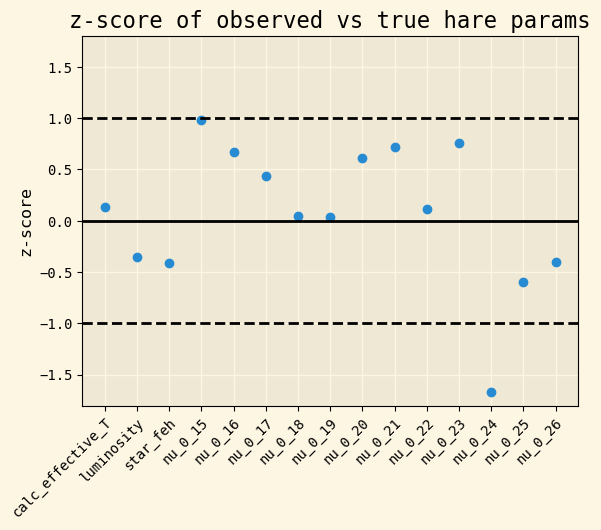 z-score of observed vs true hare params
z-score
1.5
1.0
0.5
0.0
−0.5
−1.0
−1.5
calc_effective_T
luminosity
star_feh
nu_0_15
nu_0_16
nu_0_17
nu_0_18
nu_0_19
nu_0_20
nu_0_21
nu_0_22
nu_0_23
nu_0_24
nu_0_25
nu_0_26